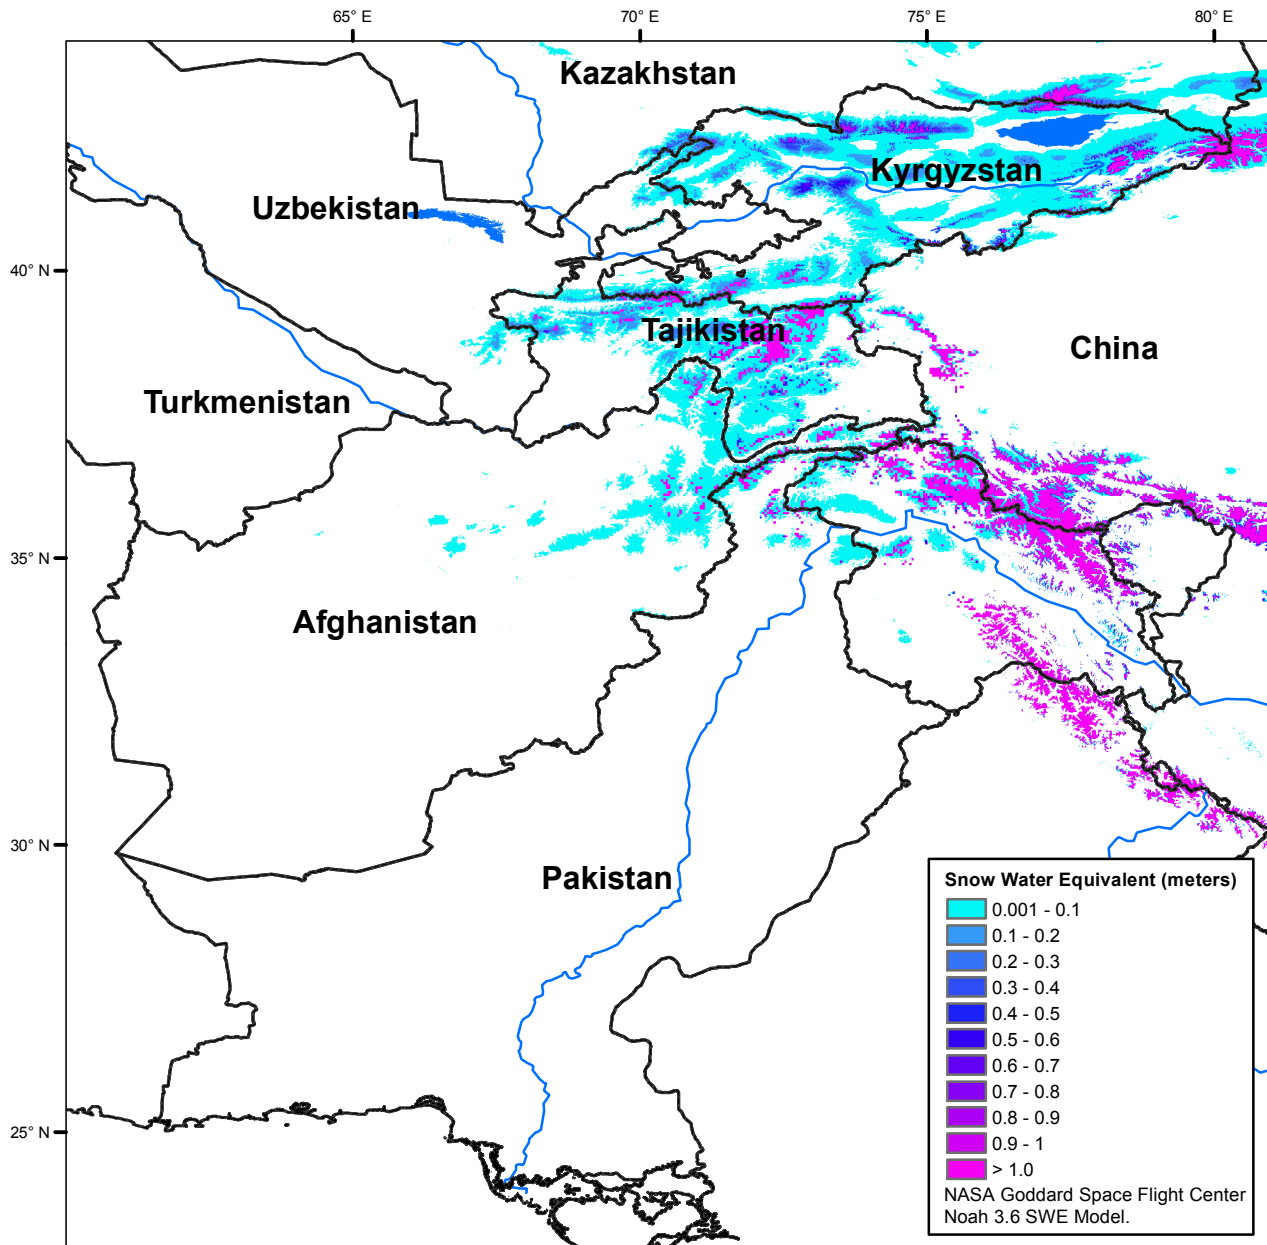 65° E
70° E
75° E
80° E
Kazakhstan
Kyrgyzstan
Uzbekistan
40° N
Tajikistan
China
Turkmenistan
35° N
Afghanistan
30° N
Pakistan
Snow Water Equivalent (meters)
0.001 - 0.1
0.1 - 0.2
0.2 - 0.3
0.3 - 0.4
0.4 - 0.5
0.5 - 0.6
0.6 - 0.7
0.7 - 0.8
0.8 - 0.9
0.9 - 1
> 1.0
25° N
NASA Goddard Space Flight Center
Noah 3.6 SWE Model.